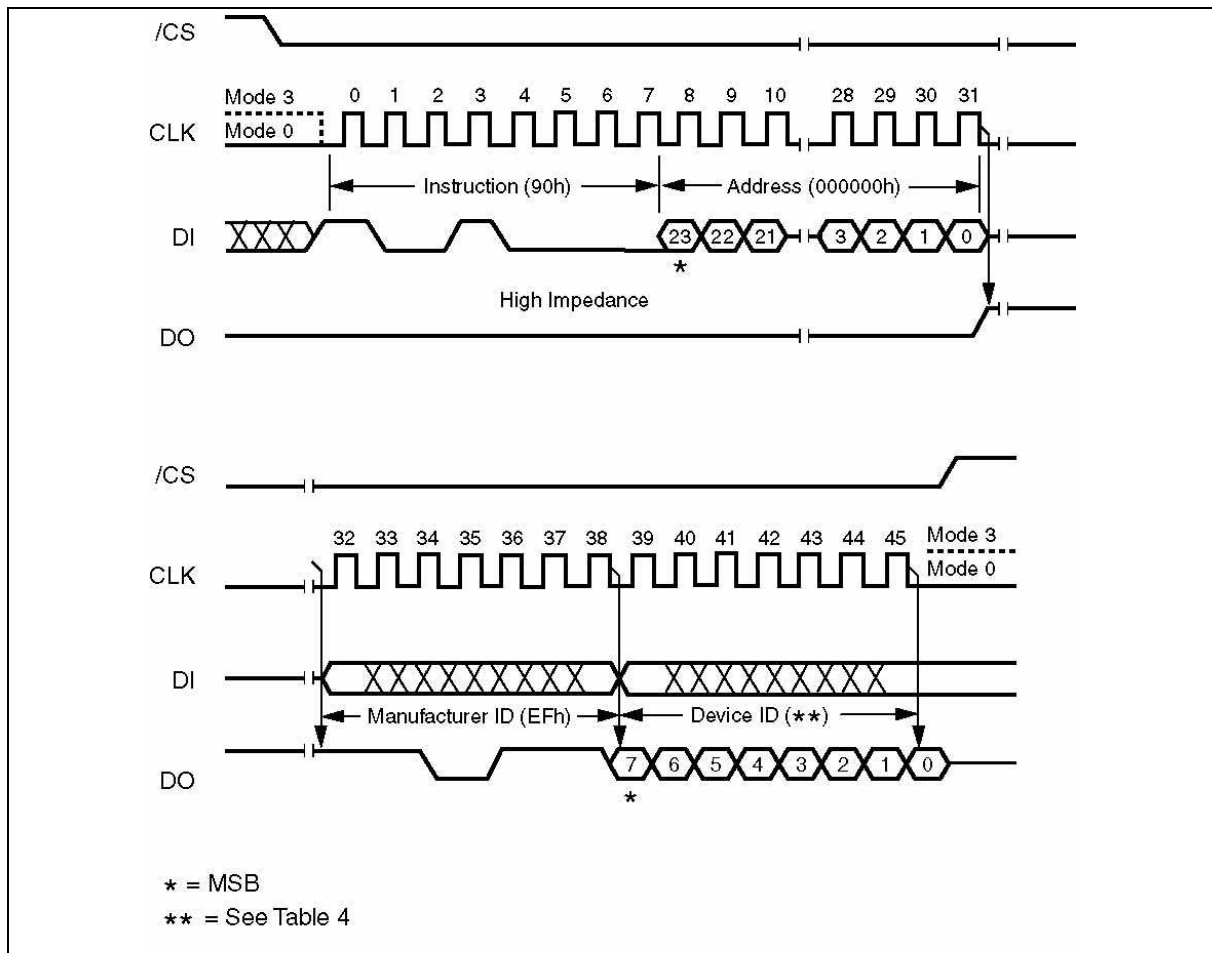 /CS
Mode 3
0 1 2 3 4 5 6 7 8 9 10 28 29 30 31
CLK
Mode 0
Instruction (90h)
Address (000000h)
DI
23 22 21 3 2 1 0
*
High Impedance
DO
/CS
32 33 34 35 36 37 38 39 40 41 42 43 44 45
Mode 3
CLK
Mode 0
DI
Manufacturer ID (EFh)
Device ID (**)
DO
7 6 5 4 3 2 1 0
*
* = MSB
** = See Table 4